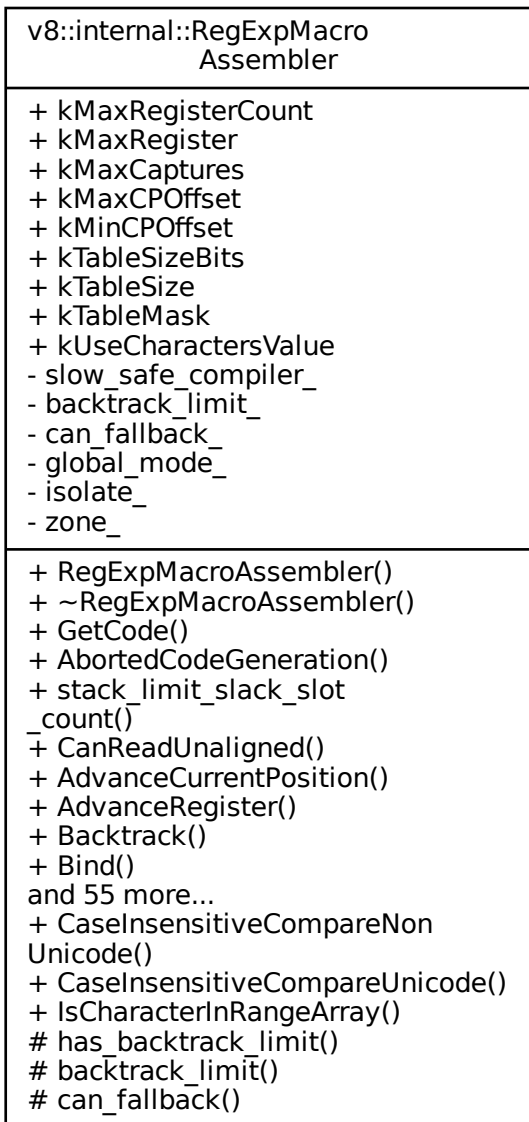 v8::internal::RegExpMacro
Assembler
+ kMaxRegisterCount
+ kMaxRegister
+ kMaxCaptures
+ kMaxCPOffset
+ kMinCPOffset
+ kTableSizeBits
+ kTableSize
+ kTableMask
+ kUseCharactersValue
- slow_safe_compiler_
- backtrack_limit_
- can_fallback_
- global_mode_
- isolate_
- zone_
+ RegExpMacroAssembler()
+ ~RegExpMacroAssembler()
+ GetCode()
+ AbortedCodeGeneration()
+ stack_limit_slack_slot
_count()
+ CanReadUnaligned()
+ AdvanceCurrentPosition()
+ AdvanceRegister()
+ Backtrack()
+ Bind()
and 55 more...
+ CaseInsensitiveCompareNon
Unicode()
+ CaseInsensitiveCompareUnicode()
+ IsCharacterInRangeArray()
# has_backtrack_limit()
# backtrack_limit()
# can_fallback()